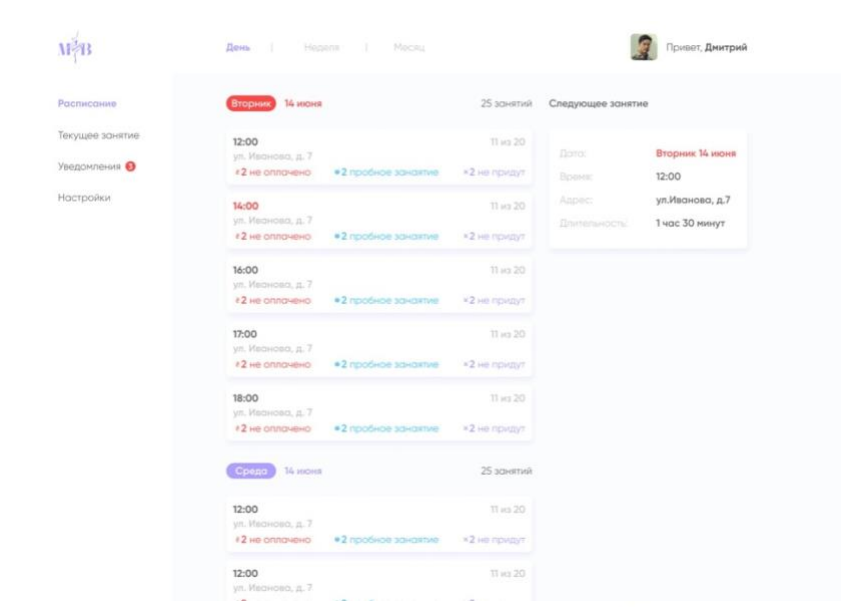 МВ
День | Неделя | Месяц
Привет, Дмитрий
Расписание
Текущее занятие
Уведомления 3
Настройки
Вторник 14 июня 25 занятий
12:00 11 из 20
ул. Иванова, д. 7
2 не оплачено 2 пробное занаятие 2 не придут
14:00 11 из 20
ул. Иванова, д. 7
2 не оплачено 2 пробное занаятие 2 не придут
16:00 11 из 20
ул. Иванова, д. 7
2 не оплачено 2 пробное занаятие 2 не придут
17:00 11 из 20
ул. Иванова, д. 7
2 не оплачено 2 пробное занаятие 2 не придут
18:00 11 из 20
ул. Иванова, д. 7
2 не оплачено 2 пробное занаятие 2 не придут
Среда 14 июня 25 занятий
12:00 11 из 20
ул. Иванова, д. 7
2 не оплачено 2 пробное занаятие 2 не придут
12:00 11 из 20
ул. Иванова, д. 7
Следующее занятие
Дата: Вторник 14 июня
Время: 12:00
Адрес: ул.Иванова, д.7
Длительность: 1 час 30 минут